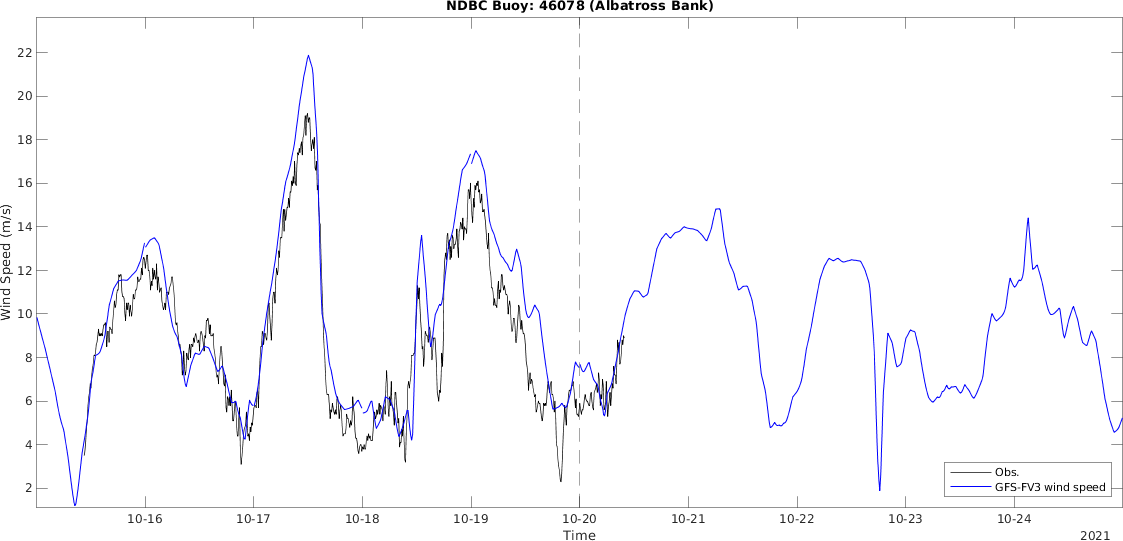 NDBC Buoy: 46078 (Albatross Bank)
22
20
18
16
14
12
10
8
6
4
2
Wind Speed (m/s)
10-16 10-17 10-18 10-19 10-20 10-21 10-22 10-23 10-24
Time
2021
Obs.
GFS-FV3 wind speed